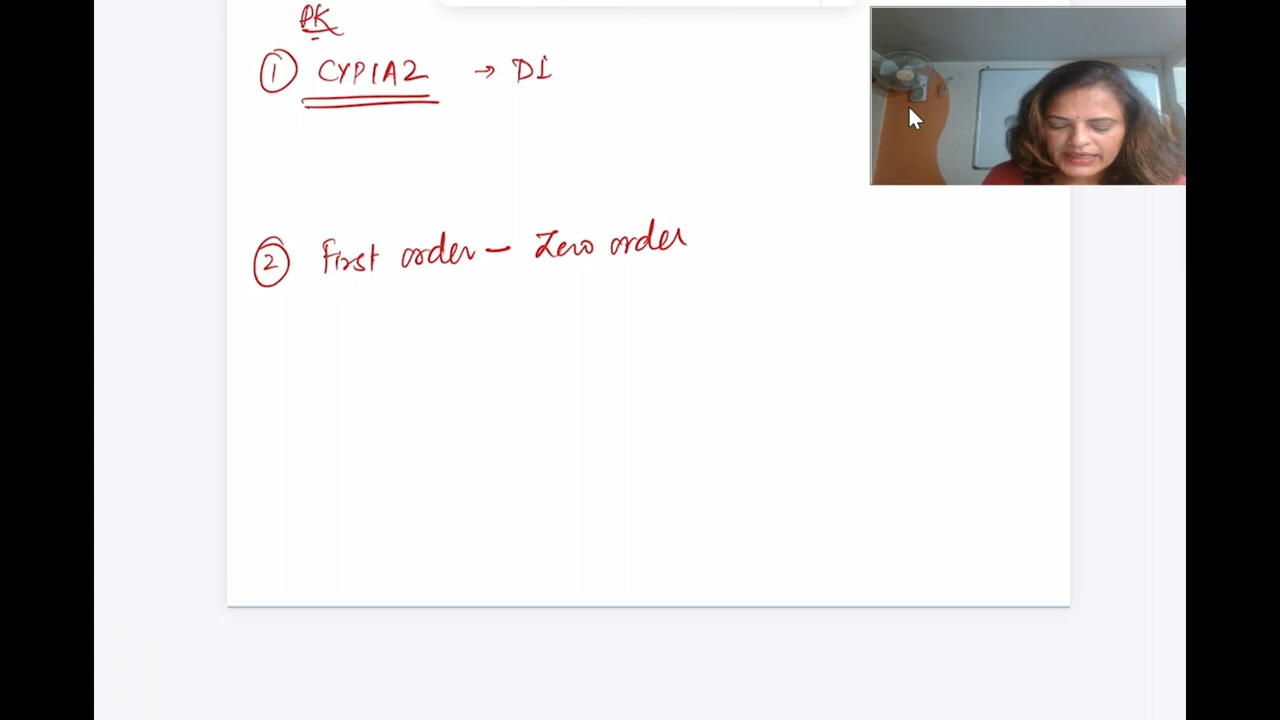 PK
① CYP1A2 → DI
② First order - Zero order